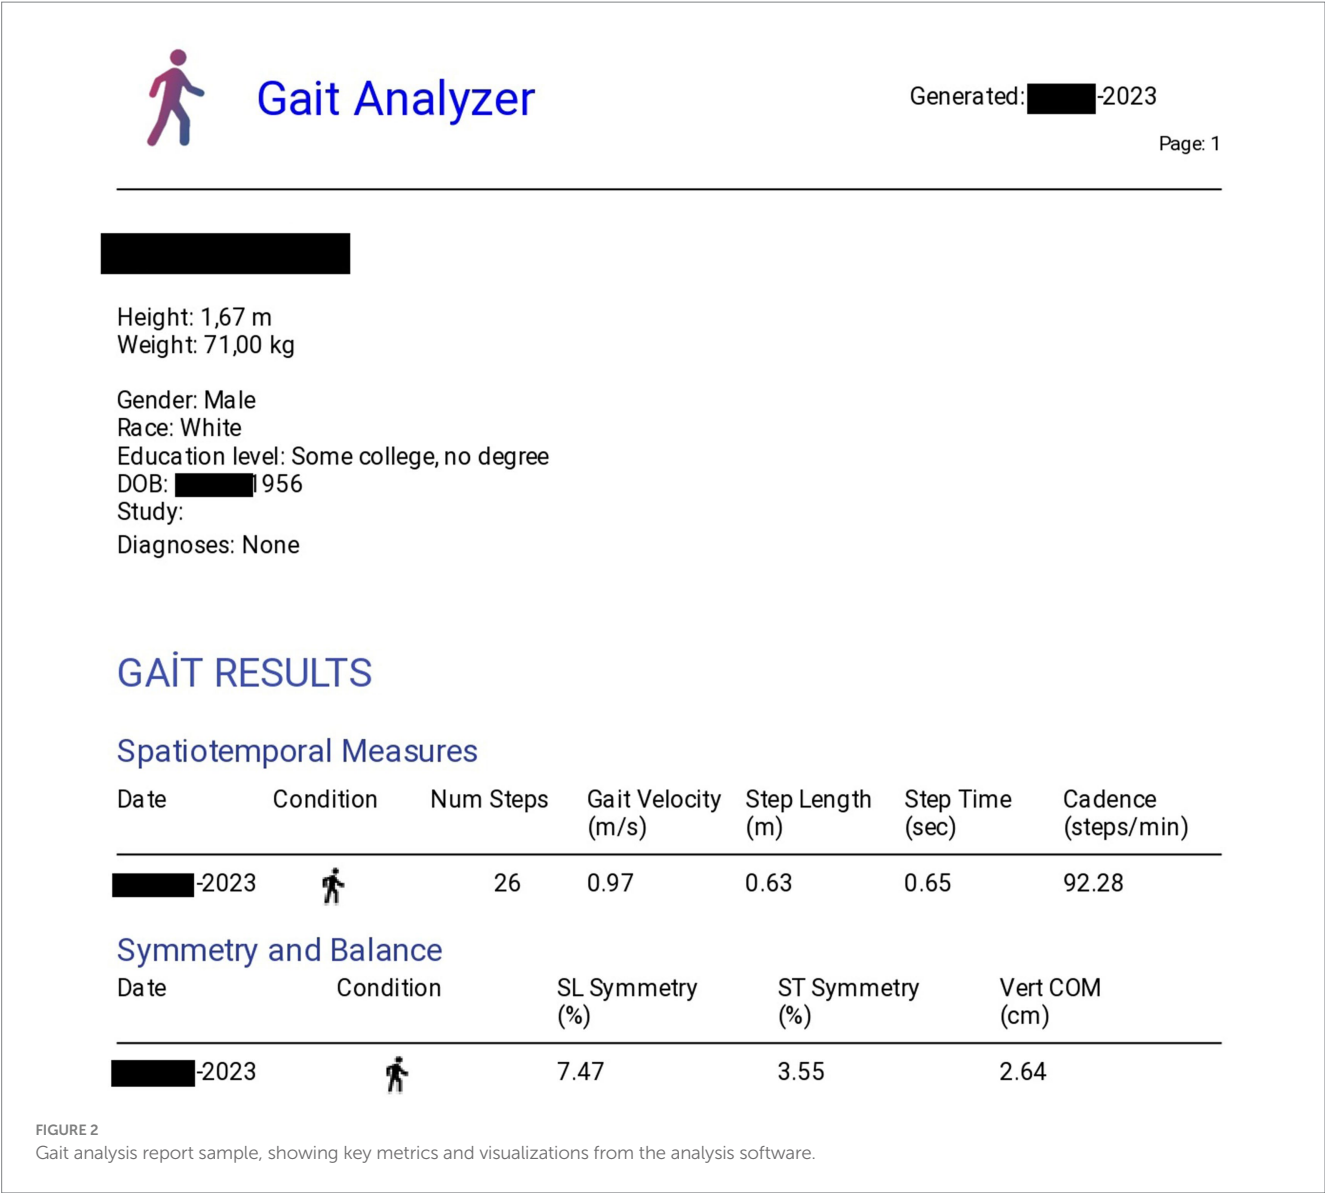 Gait Analyzer
Generated: -2023
Page: 1
Height: 1,67 m
Weight: 71,00 kg
Gender: Male
Race: White
Education level: Some college, no degree
DOB: 1956
Study:
Diagnoses: None
GAİT RESULTS
Spatiotemporal Measures
Date Condition Num Steps Gait Velocity (m/s) Step Length (m) Step Time (sec) Cadence (steps/min)
-2023 26 0.97 0.63 0.65 92.28
Symmetry and Balance
Date Condition SL Symmetry (%) ST Symmetry (%) Vert COM (cm)
-2023 7.47 3.55 2.64
FIGURE 2
Gait analysis report sample, showing key metrics and visualizations from the analysis software.